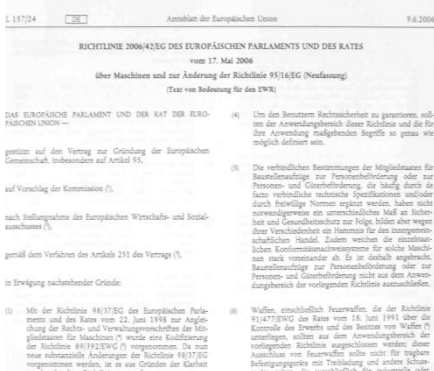 L 157/24 DE Amtsblatt der Europäischen Union 9.6.2006
RICHTLINIE 2006/42/EG DES EUROPÄISCHEN PARLAMENTS UND DES RATES
vom 17. Mai 2006
über Maschinen und zur Änderung der Richtlinie 95/16/EG (Neufassung)
(Text von Bedeutung für den EWR)
DAS EUROPÄISCHE PARLAMENT UND DER RAT DER EURO-
PÄISCHEN UNION —
gestützt auf den Vertrag zur Gründung der Europäischen
Gemeinschaft, insbesondere auf Artikel 95,
auf Vorschlag der Kommission (¹),
nach Stellungnahme des Europäischen Wirtschafts- und Sozial-
ausschusses (²),
gemäß dem Verfahren des Artikels 251 des Vertrags (³),
in Erwägung nachstehender Gründe:
(1) Mit der Richtlinie 98/37/EG des Europäischen Parla-
ments und des Rates vom 22. Juni 1998 zur Anglei-
chung der Rechts- und Verwaltungsvorschriften der Mit-
gliedstaaten für Maschinen (⁴) wurde eine Kodifizierung
der Richtlinie 89/392/EWG (⁵) vorgenommen. Da nun
neue substanzielle Änderungen der Richtlinie 98/37/EG
vorgenommen werden, ist es aus Gründen der Klarheit
(4) Um den Benutzern Rechtssicherheit zu garantieren, soll-
ten der Anwendungsbereich dieser Richtlinie und die für
ihre Anwendung maßgebenden Begriffe so genau wie
möglich definiert sein.
(5) Die verbindlichen Bestimmungen der Mitgliedstaaten für
Baustellenaufzüge zur Personenbeförderung oder zur
Personen- und Güterbeförderung, die häufig durch de
facto verbindliche technische Spezifikationen und/oder
durch freiwillige Normen ergänzt werden, haben nicht
notwendigerweise ein unterschiedliches Maß an Sicher-
heit und Gesundheitsschutz zur Folge, bilden aber wegen
ihrer Verschiedenheit ein Hemmnis für den innergemein-
schaftlichen Handel. Zudem weichen die einzelstaat-
lichen Konformitätsnachweissysteme für solche Maschi-
nen stark voneinander ab. Es ist deshalb angebracht,
Baustellenaufzüge zur Personenbeförderung oder zur
Personen- und Güterbeförderung nicht aus dem Anwen-
dungsbereich der vorliegenden Richtlinie auszuschließen.
(6) Waffen, einschließlich Feuerwaffen, die der Richtlinie
91/477/EWG des Rates vom 18. Juni 1991 über die
Kontrolle des Erwerbs und des Besitzes von Waffen (⁶)
unterliegen, sollten aus dem Anwendungsbereich der
vorliegenden Richtlinie ausgeschlossen werden; dieser
Ausschluss von Feuerwaffen sollte nicht für tragbare
Befestigungsgeräte mit Treibladung und andere Schuss-